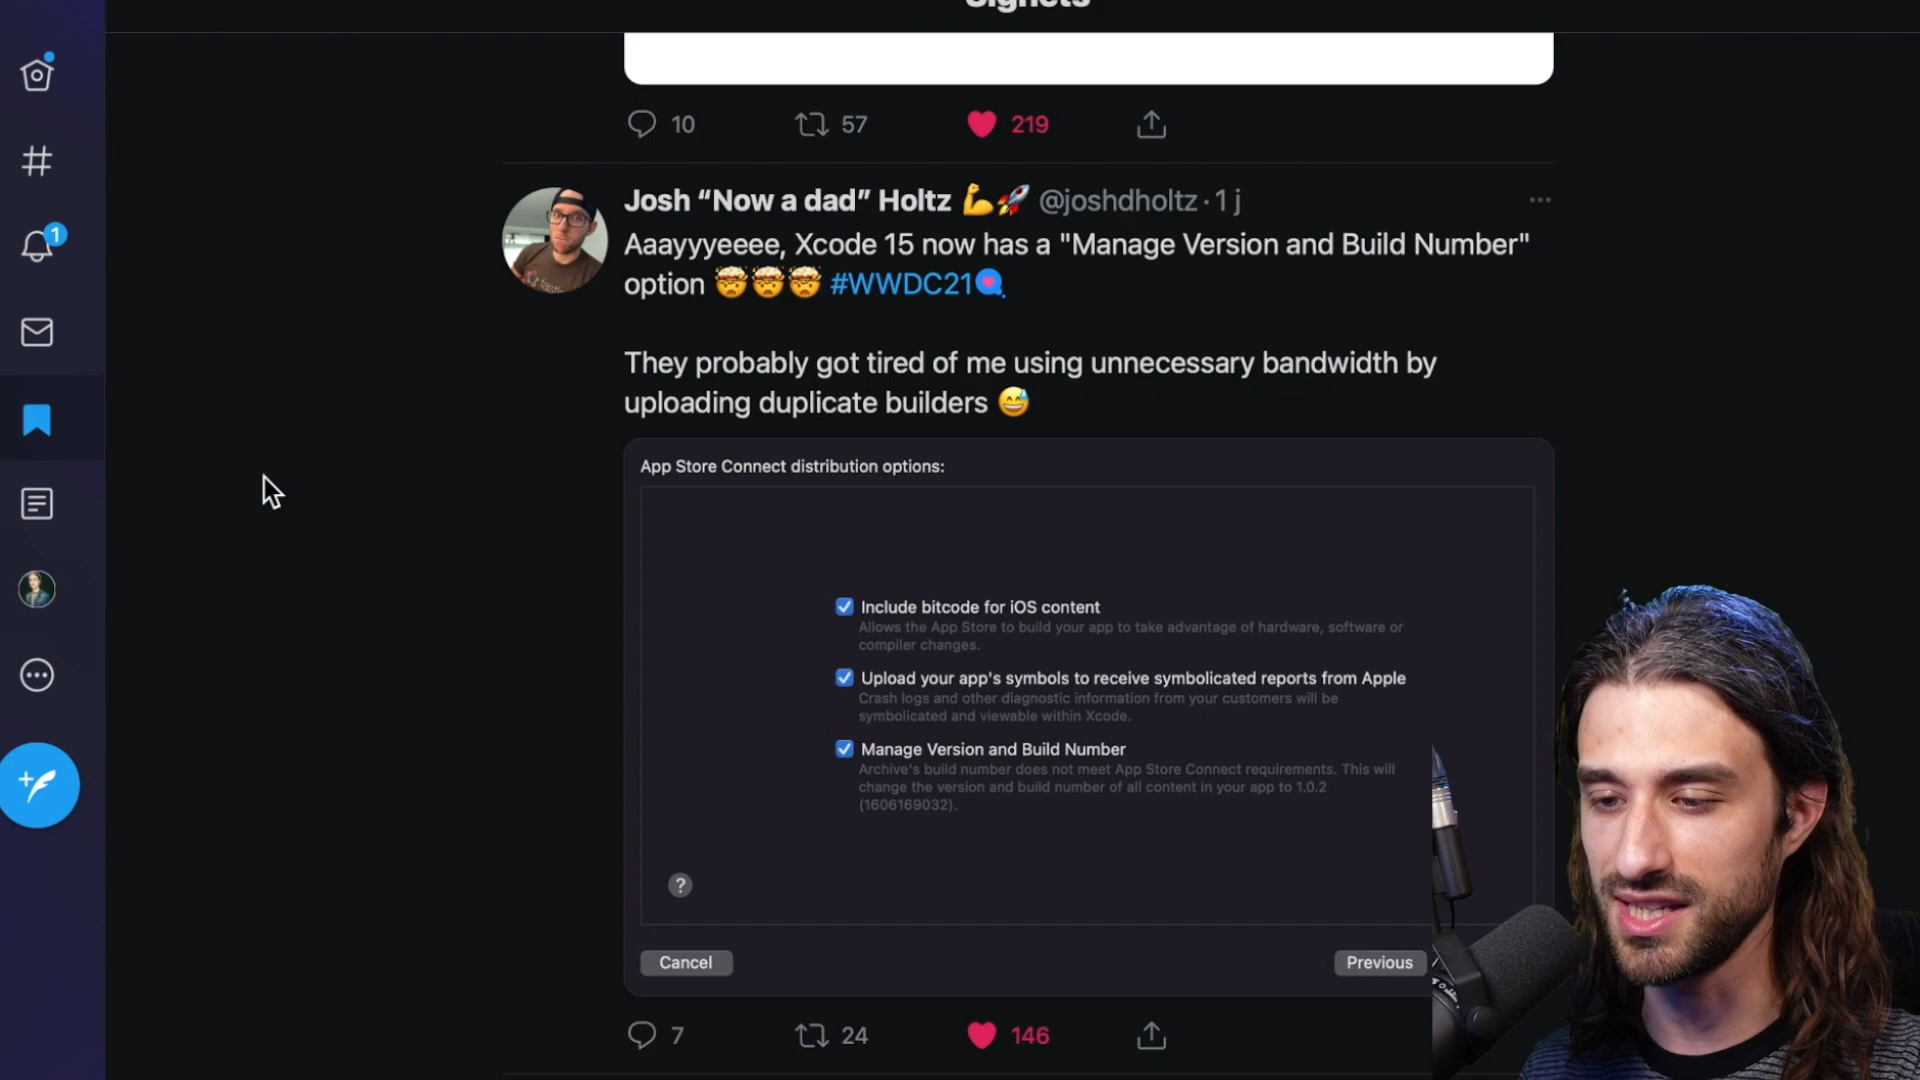 Signets
10 57 219
Josh “Now a dad” Holtz 💪🚀 @joshdholtz · 1 j
Aaayyyeeee, Xcode 15 now has a "Manage Version and Build Number"
option 🤯🤯🤯 #WWDC21
They probably got tired of me using unnecessary bandwidth by
uploading duplicate builders 😅
App Store Connect distribution options:
Include bitcode for iOS content
Allows the App Store to build your app to take advantage of hardware, software or
compiler changes.
Upload your app's symbols to receive symbolicated reports from Apple
Crash logs and other diagnostic information from your customers will be
symbolicated and viewable within Xcode.
Manage Version and Build Number
Archive's build number does not meet App Store Connect requirements. This will
change the version and build number of all content in your app to 1.0.2
(1606169032).
?
Cancel Previous
7 24 146
1